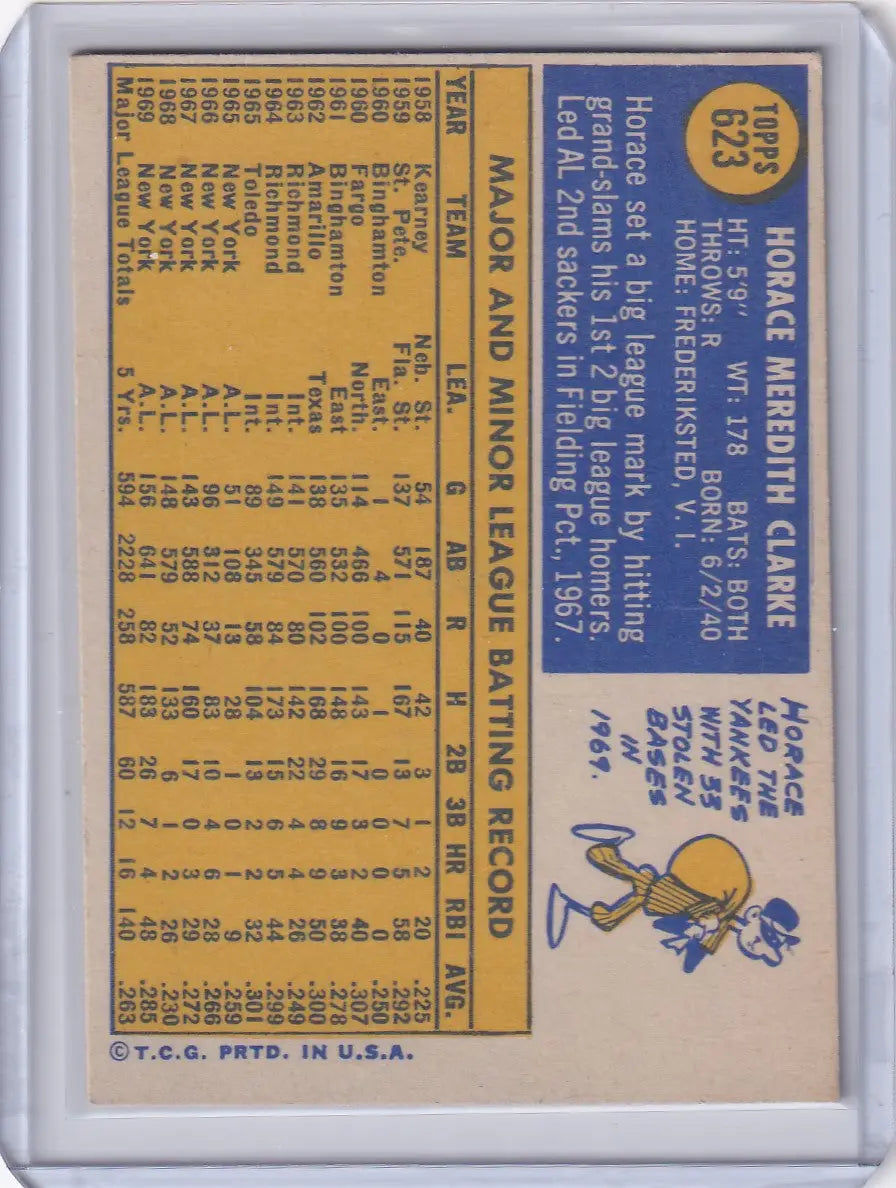 TOPPS
623
HORACE MEREDITH CLARKE
HT: 5'9" WT: 178 BATS: BOTH
THROWS: R BORN: 6/2/40
HOME: FREDERIKSTED, V. I.
Horace set a big league mark by hitting
grand-slams his 1st 2 big league homers.
Led AL 2nd sackers in Fielding Pct., 1967.
HORACE
LED THE
YANKEES
WITH 33
STOLEN
BASES
IN
1969.
MAJOR AND MINOR LEAGUE BATTING RECORD
YEAR TEAM LEA. G AB R H 2B 3B HR RBI AVG.
1958 Kearney Neb. St. 54 187 40 42 3 1 2 20 .225
1959 St. Pete. Fla. St. 137 571 115 167 13 7 5 58 .292
1960 Binghamton East. 1 4 0 1 0 0 0 0 .250
1960 Fargo North. 114 466 100 143 17 3 2 40 .307
1961 Binghamton East 135 532 100 148 16 9 3 38 .278
1962 Amarillo Texas 138 560 102 168 29 8 9 50 .300
1963 Richmond Int. 141 570 80 142 22 4 4 26 .249
1964 Richmond Int. 149 579 84 173 15 6 5 44 .299
1965 Toledo Int. 89 345 58 104 13 2 2 32 .301
1965 New York A.L. 51 108 13 28 1 0 1 9 .259
1966 New York A.L. 96 312 37 83 10 4 6 28 .266
1967 New York A.L. 143 588 74 160 17 0 3 29 .272
1968 New York A.L. 148 579 52 133 6 1 2 26 .230
1969 New York A.L. 156 641 82 183 26 7 4 48 .285
Major League Totals 5 Yrs. 594 2228 258 587 60 12 16 140 .263
© T.C.G. PRTD. IN U.S.A.